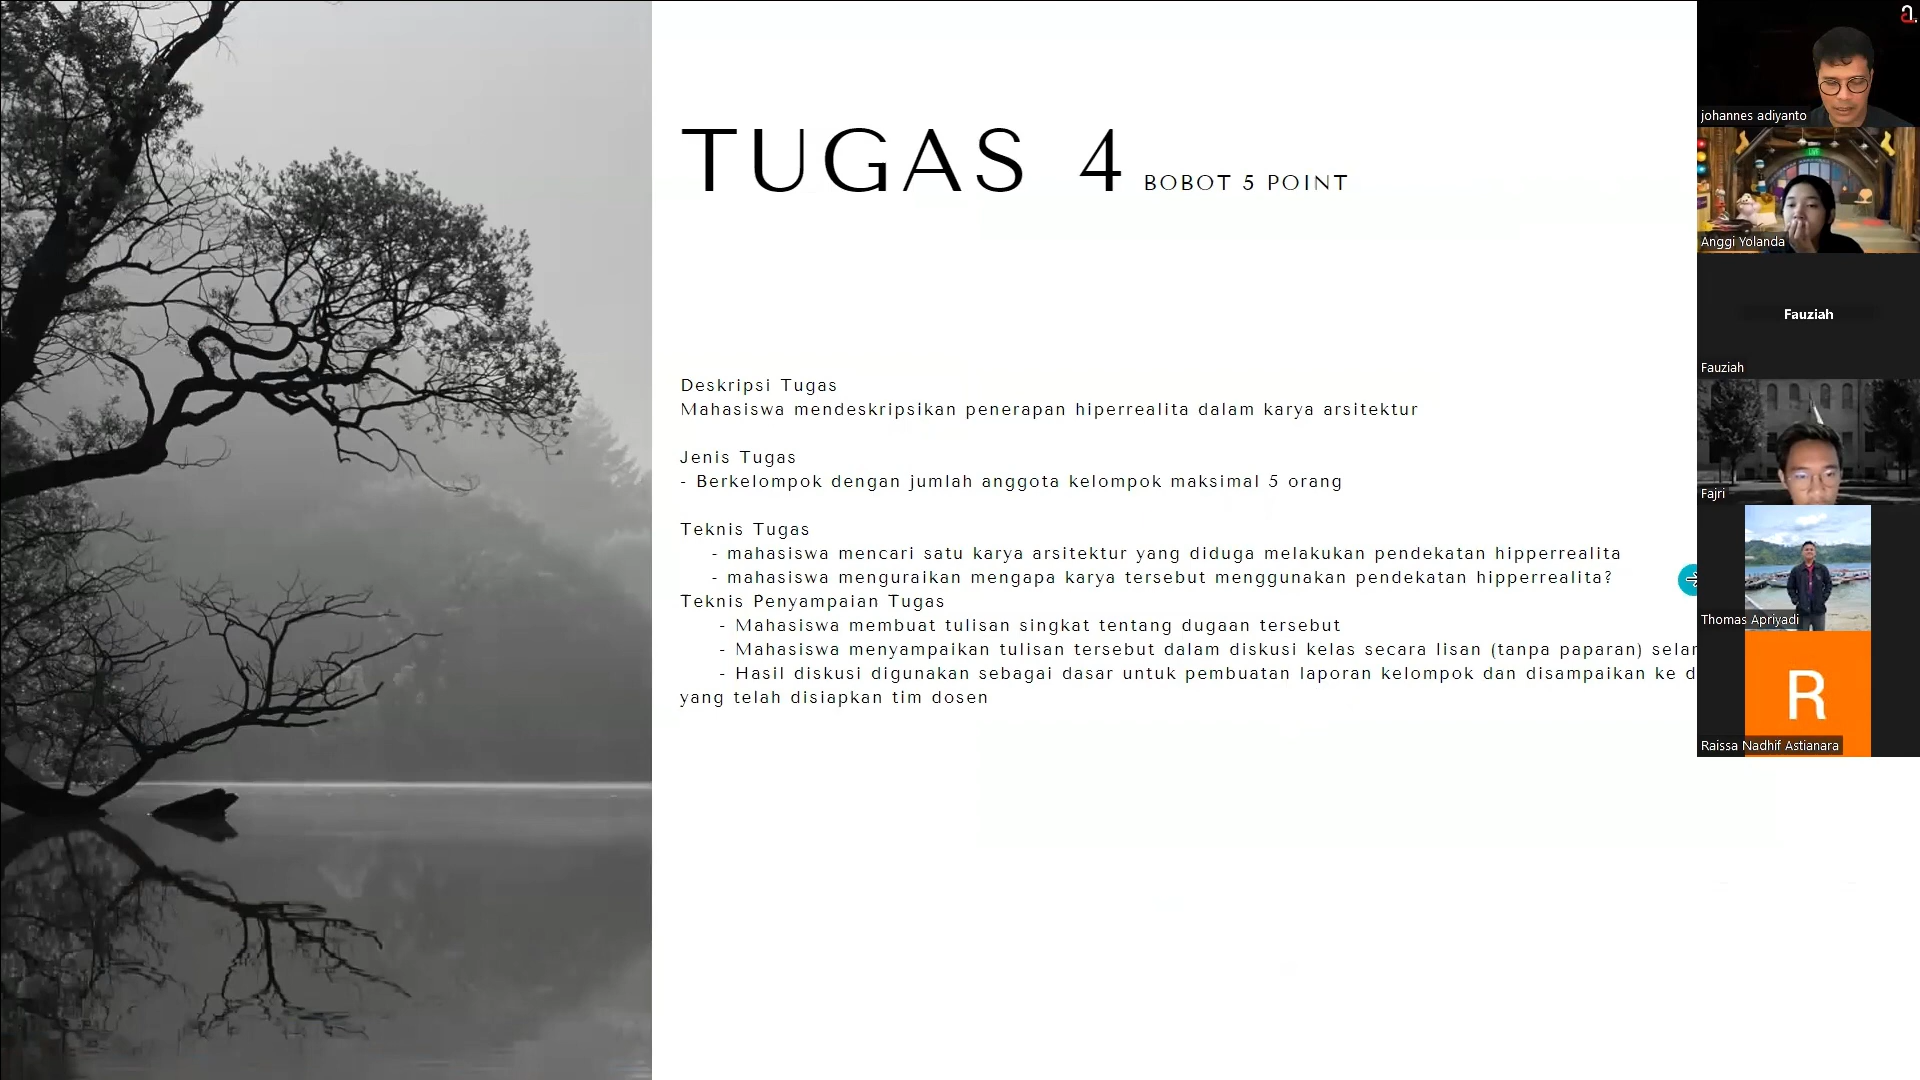 TUGAS 4 BOBOT 5 POINT
Deskripsi Tugas
Mahasiswa mendeskripsikan penerapan hiperrealita dalam karya arsitektur
Jenis Tugas
- Berkelompok dengan jumlah anggota kelompok maksimal 5 orang
Teknis Tugas
- mahasiswa mencari satu karya arsitektur yang diduga melakukan pendekatan hipperrealita
- mahasiswa menguraikan mengapa karya tersebut menggunakan pendekatan hipperrealita?
Teknis Penyampaian Tugas
- Mahasiswa membuat tulisan singkat tentang dugaan tersebut
- Mahasiswa menyampaikan tulisan tersebut dalam diskusi kelas secara lisan (tanpa paparan)
- Hasil diskusi digunakan sebagai dasar untuk pembuatan laporan kelompok dan disampaikan ke
yang telah disiapkan tim dosen
johannes adiyanto
LIVE
Anggi Yolanda
Fauziah
Fauziah
Fajri
Thomas Apriyadi
R
Raissa Nadhif Astianara